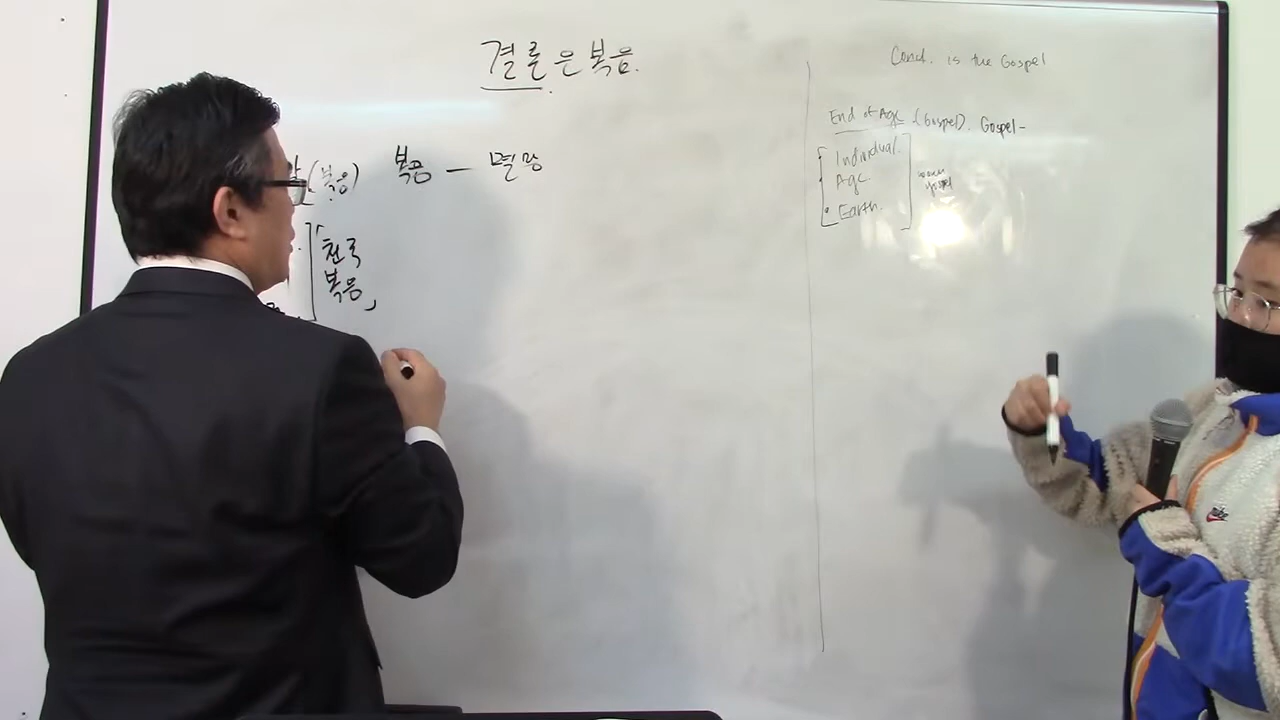 결론은 복음.
(복음) 복음 — 멸망
「천국
복음」
Concl. is the Gospel
End of Age (Gospel). Gospel-
Individual.
Age
Earth.
Nike